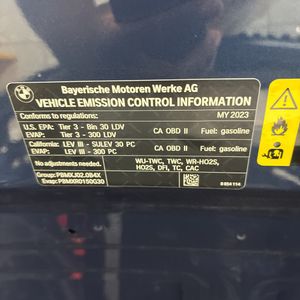 Bayerische Motoren Werke AG
VEHICLE EMISSION CONTROL INFORMATION
Conforms to regulations: MY 2023
U.S. EPA: Tier 3 - Bin 30 LDV CA OBD II Fuel: gasoline
EVAP: Tier 3 - 300 LDV
California: LEV III - SULEV 30 PC CA OBD II Fuel: gasoline
EVAP: LEV III - 300 PC
WU-TWC, TWC, WR-HO2S,
HO2S, DFI, TC, CAC
Group: PBMXJ02.0B4X
Evap: PBMXR0150G30